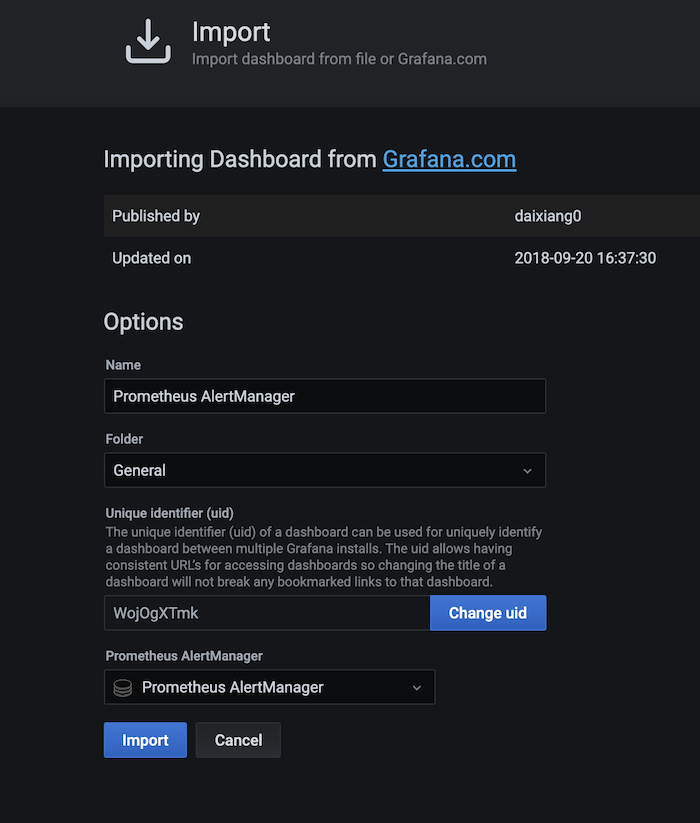 Import
Import dashboard from file or Grafana.com
Importing Dashboard from Grafana.com
Published by daixiang0
Updated on 2018-09-20 16:37:30
Options
Name
Prometheus AlertManager
Folder
General
Unique identifier (uid)
The unique identifier (uid) of a dashboard can be used for uniquely identify
a dashboard between multiple Grafana installs. The uid allows having
consistent URL's for accessing dashboards so changing the title of a
dashboard will not break any bookmarked links to that dashboard.
WojOgXTmk Change uid
Prometheus AlertManager
Prometheus AlertManager
Import Cancel